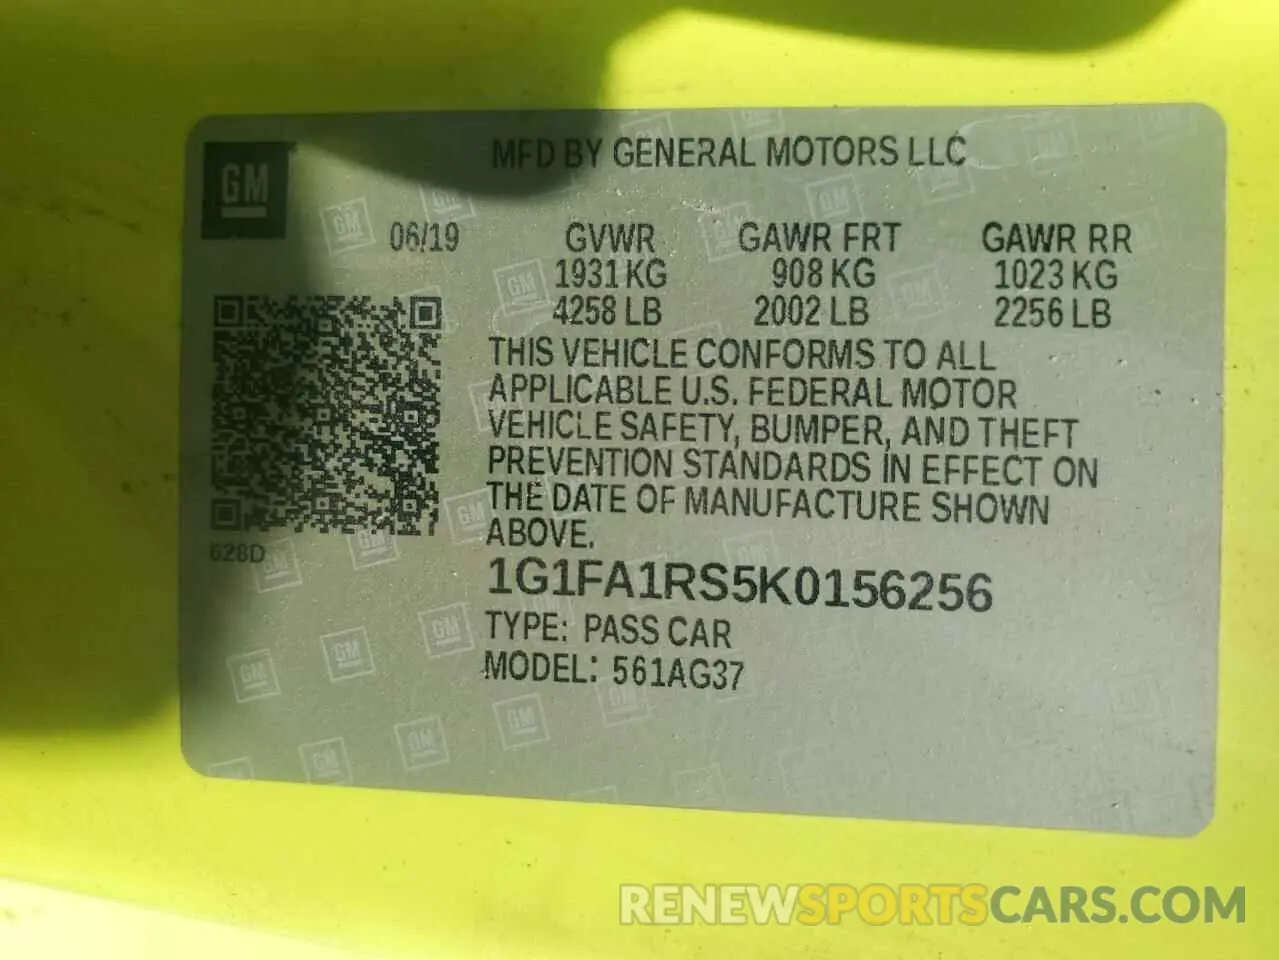 MFD BY GENERAL MOTORS LLC
GM
06/19 GVWR GAWR FRT GAWR RR
1931 KG 908 KG 1023 KG
4258 LB 2002 LB 2256 LB
THIS VEHICLE CONFORMS TO ALL
APPLICABLE U.S. FEDERAL MOTOR
VEHICLE SAFETY, BUMPER, AND THEFT
PREVENTION STANDARDS IN EFFECT ON
THE DATE OF MANUFACTURE SHOWN
ABOVE.
628D
1G1FA1RS5K0156256
TYPE: PASS CAR
MODEL: 561AG37
RENEWSPORTSCARS.COM